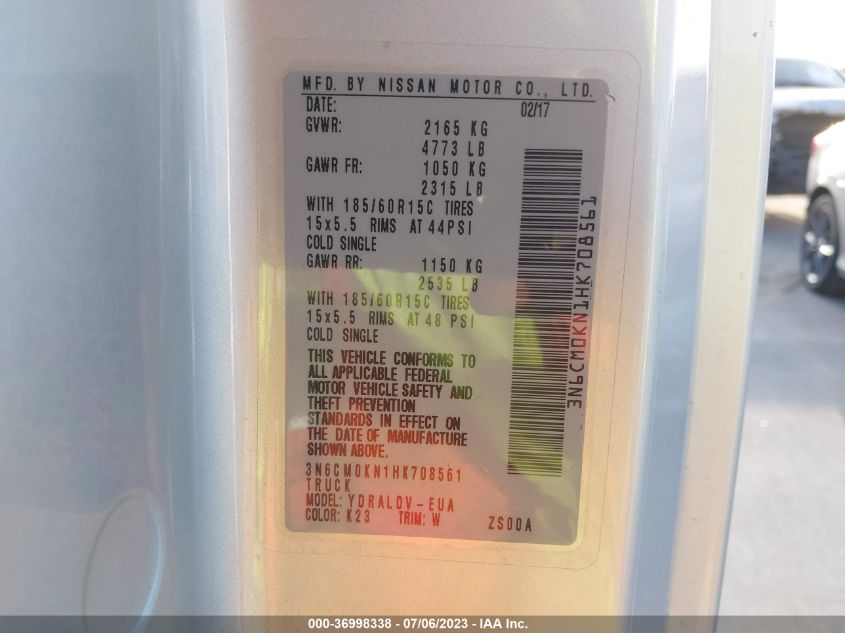 MFD. BY NISSAN MOTOR CO., LTD.
DATE: 02/17
GVWR: 2165 KG
4773 LB
GAWR FR: 1050 KG
2315 LB
WITH 185/60R15C TIRES
15x5.5 RIMS AT 44PSI
COLD SINGLE
GAWR RR: 1150 KG
2535 LB
WITH 185/60R15C TIRES
15x5.5 RIMS AT 48 PSI
COLD SINGLE
THIS VEHICLE CONFORMS TO
ALL APPLICABLE FEDERAL
MOTOR VEHICLE SAFETY AND
THEFT PREVENTION
STANDARDS IN EFFECT ON
THE DATE OF MANUFACTURE
SHOWN ABOVE.
3N6CM0KN1HK708561
TRUCK
MODEL: YDRALDV-EUA
COLOR: K23 TRIM: W ZS00A
3N6CM0KN1HK708561
000-36998338 - 07/06/2023 - IAA Inc.